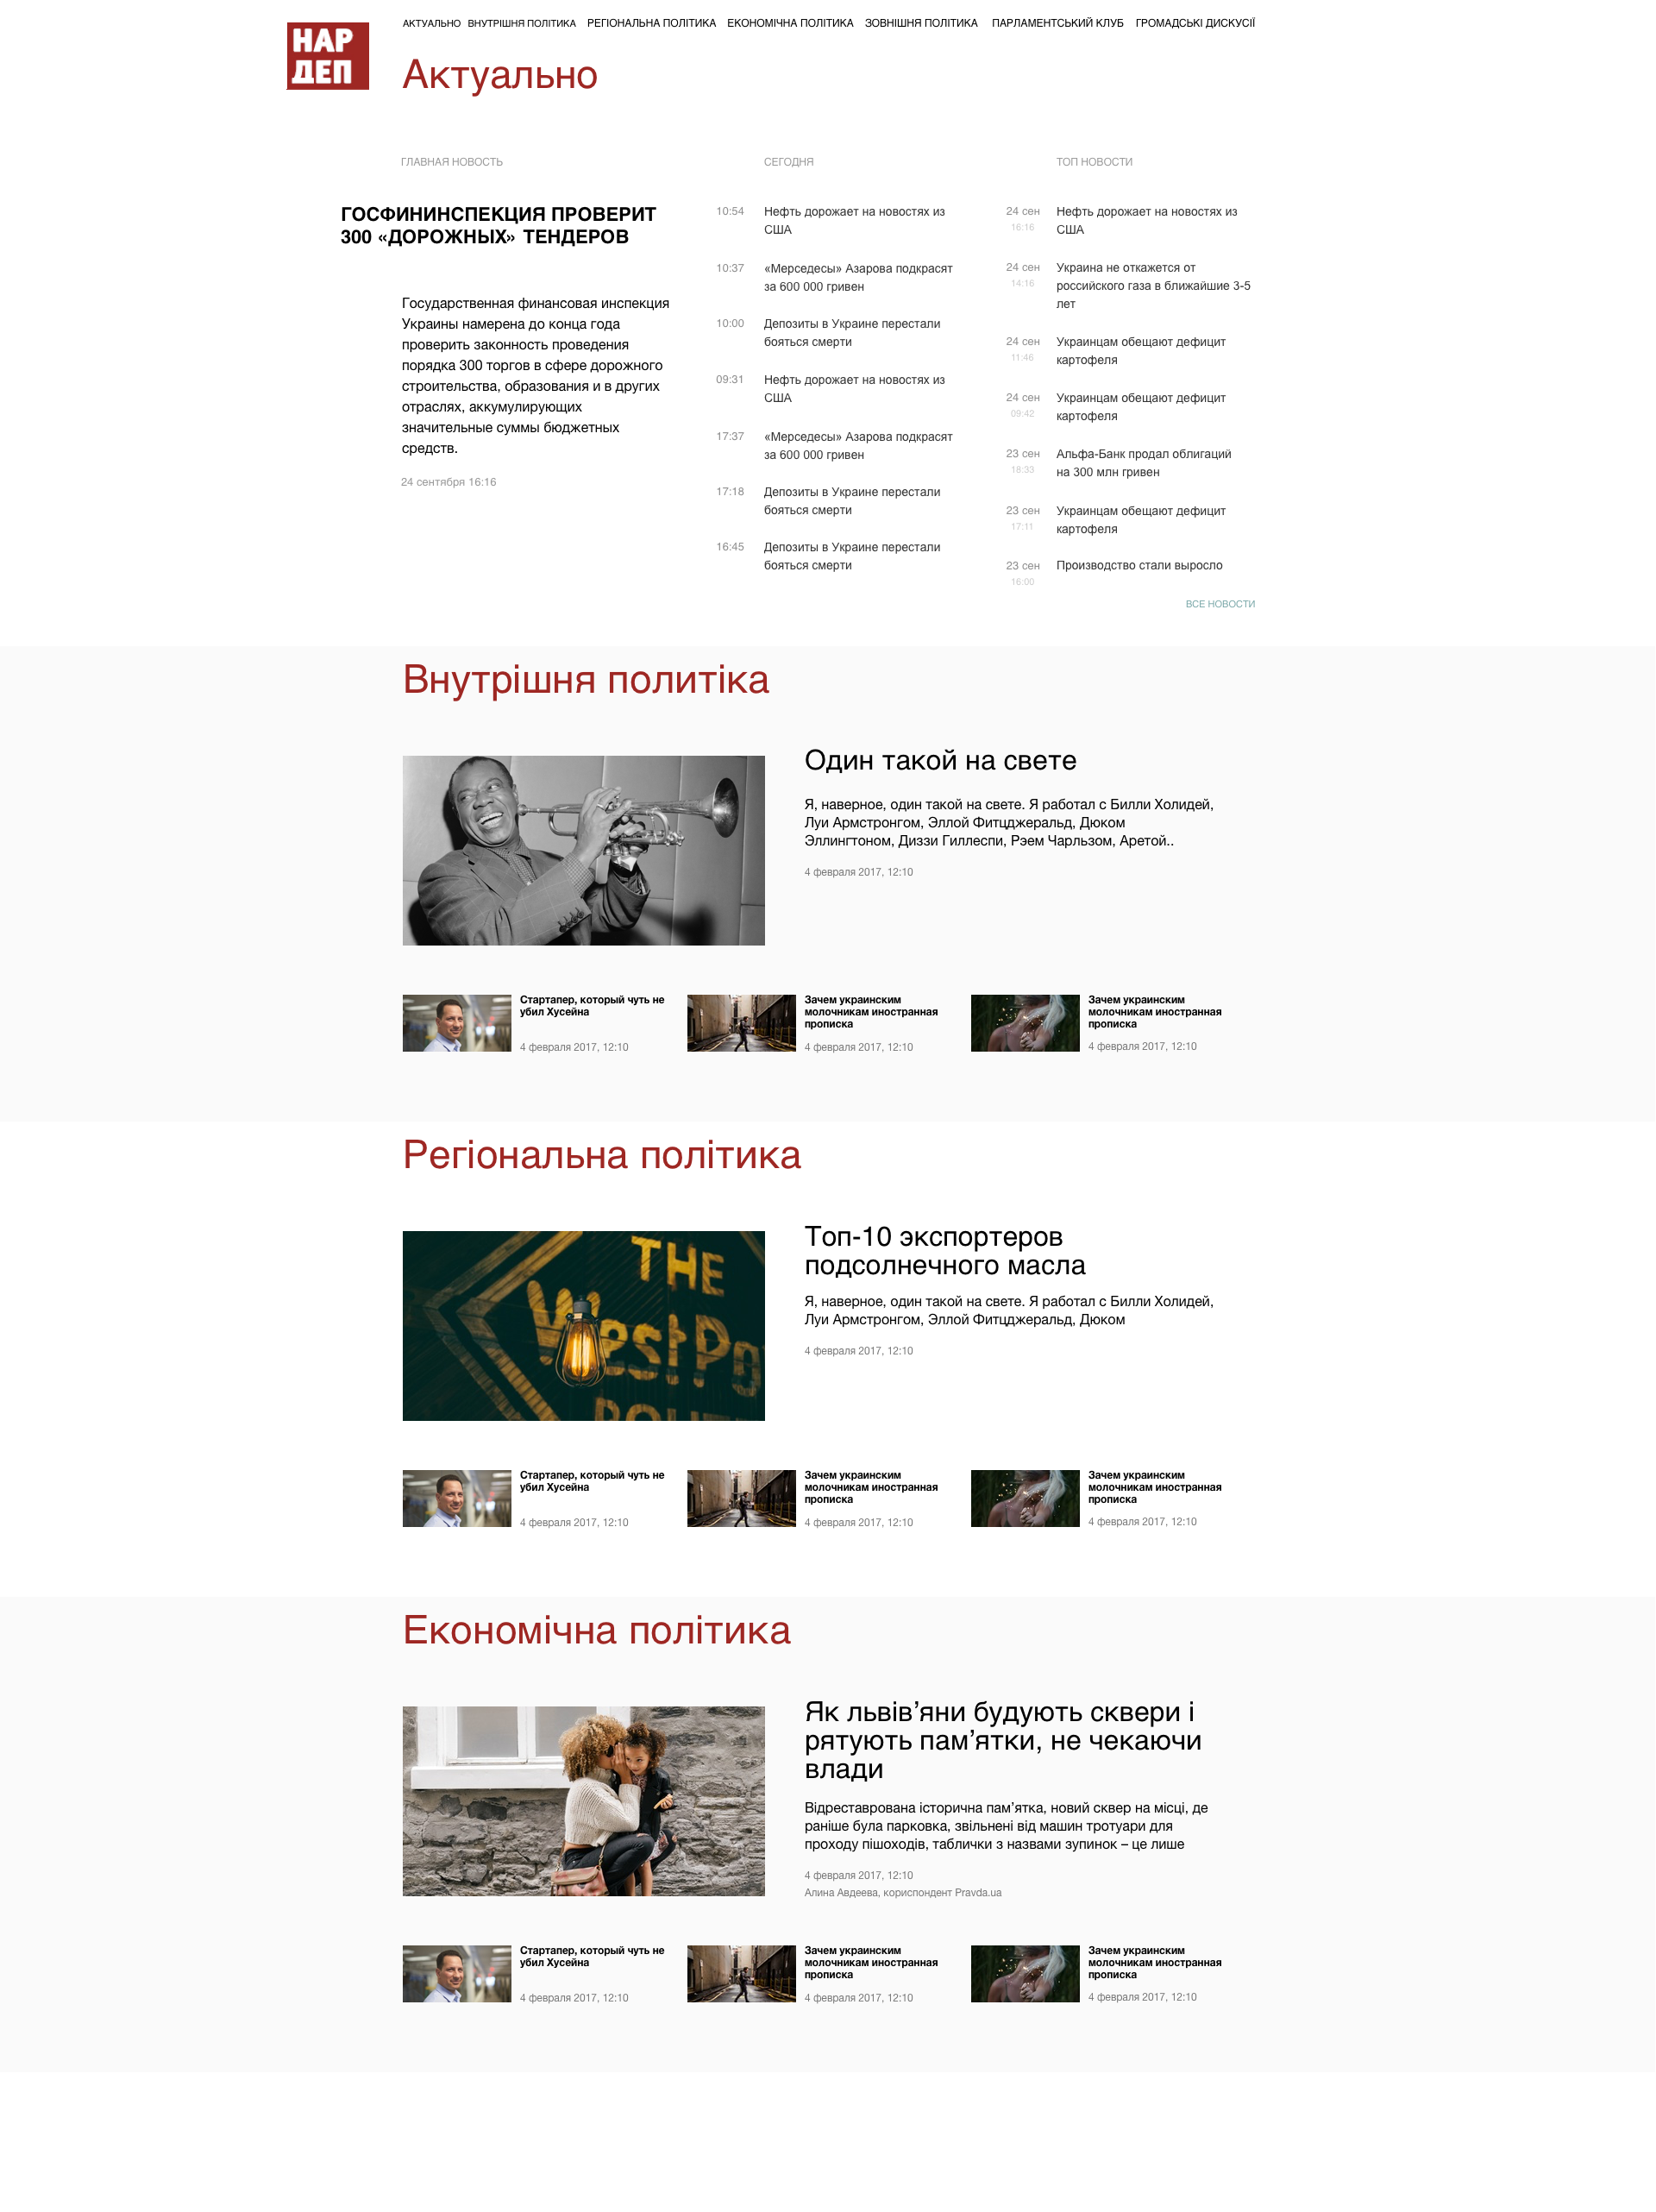 НАР
ДЕП
АКТУАЛЬНО ВНУТРІШНЯ ПОЛІТИКА РЕГІОНАЛЬНА ПОЛІТИКА ЕКОНОМІЧНА ПОЛІТИКА ЗОВНІШНЯ ПОЛІТИКА ПАРЛАМЕНТСЬКИЙ КЛУБ ГРОМАДСЬКІ ДИСКУСІЇ
Актуально
ГЛАВНАЯ НОВОСТЬ
ГОСФИНИНСПЕКЦИЯ ПРОВЕРИТ
300 «ДОРОЖНЫХ» ТЕНДЕРОВ
Государственная финансовая инспекция
Украины намерена до конца года
проверить законность проведения
порядка 300 торгов в сфере дорожного
строительства, образования и в других
отраслях, аккумулирующих
значительные суммы бюджетных
средств.
24 сентября 16:16
СЕГОДНЯ
10:54 Нефть дорожает на новостях из
США
10:37 «Мерседесы» Азарова подкрасят
за 600 000 гривен
10:00 Депозиты в Украине перестали
бояться смерти
09:31 Нефть дорожает на новостях из
США
17:37 «Мерседесы» Азарова подкрасят
за 600 000 гривен
17:18 Депозиты в Украине перестали
бояться смерти
16:45 Депозиты в Украине перестали
бояться смерти
ТОП НОВОСТИ
24 сен Нефть дорожает на новостях из
16:16 США
24 сен Украина не откажется от
14:16 российского газа в ближайшие 3-5
лет
24 сен Украинцам обещают дефицит
11:46 картофеля
24 сен Украинцам обещают дефицит
09:42 картофеля
23 сен Альфа-Банк продал облигаций
18:33 на 300 млн гривен
23 сен Украинцам обещают дефицит
17:11 картофеля
23 сен Производство стали выросло
16:00
ВСЕ НОВОСТИ
Внутрішня политіка
Один такой на свете
Я, наверное, один такой на свете. Я работал с Билли Холидей,
Луи Армстронгом, Эллой Фитцджеральд, Дюком
Эллингтоном, Диззи Гиллеспи, Рэем Чарльзом, Аретой..
4 февраля 2017, 12:10
Стартапер, который чуть не
убил Хусейна
4 февраля 2017, 12:10
Зачем украинским
молочникам иностранная
прописка
4 февраля 2017, 12:10
Зачем украинским
молочникам иностранная
прописка
4 февраля 2017, 12:10
Регіональна політика
THE
WestPo
Топ-10 экспортеров
подсолнечного масла
Я, наверное, один такой на свете. Я работал с Билли Холидей,
Луи Армстронгом, Эллой Фитцджеральд, Дюком
4 февраля 2017, 12:10
Стартапер, который чуть не
убил Хусейна
4 февраля 2017, 12:10
Зачем украинским
молочникам иностранная
прописка
4 февраля 2017, 12:10
Зачем украинским
молочникам иностранная
прописка
4 февраля 2017, 12:10
Економічна політика
Як львів’яни будують сквери і
рятують пам’ятки, не чекаючи
влади
Відреставрована історична пам’ятка, новий сквер на місці, де
раніше була парковка, звільнені від машин тротуари для
проходу пішоходів, таблички з назвами зупинок – це лише
4 февраля 2017, 12:10
Алина Авдеева, кориспондент Pravda.ua
Стартапер, который чуть не
убил Хусейна
4 февраля 2017, 12:10
Зачем украинским
молочникам иностранная
прописка
4 февраля 2017, 12:10
Зачем украинским
молочникам иностранная
прописка
4 февраля 2017, 12:10